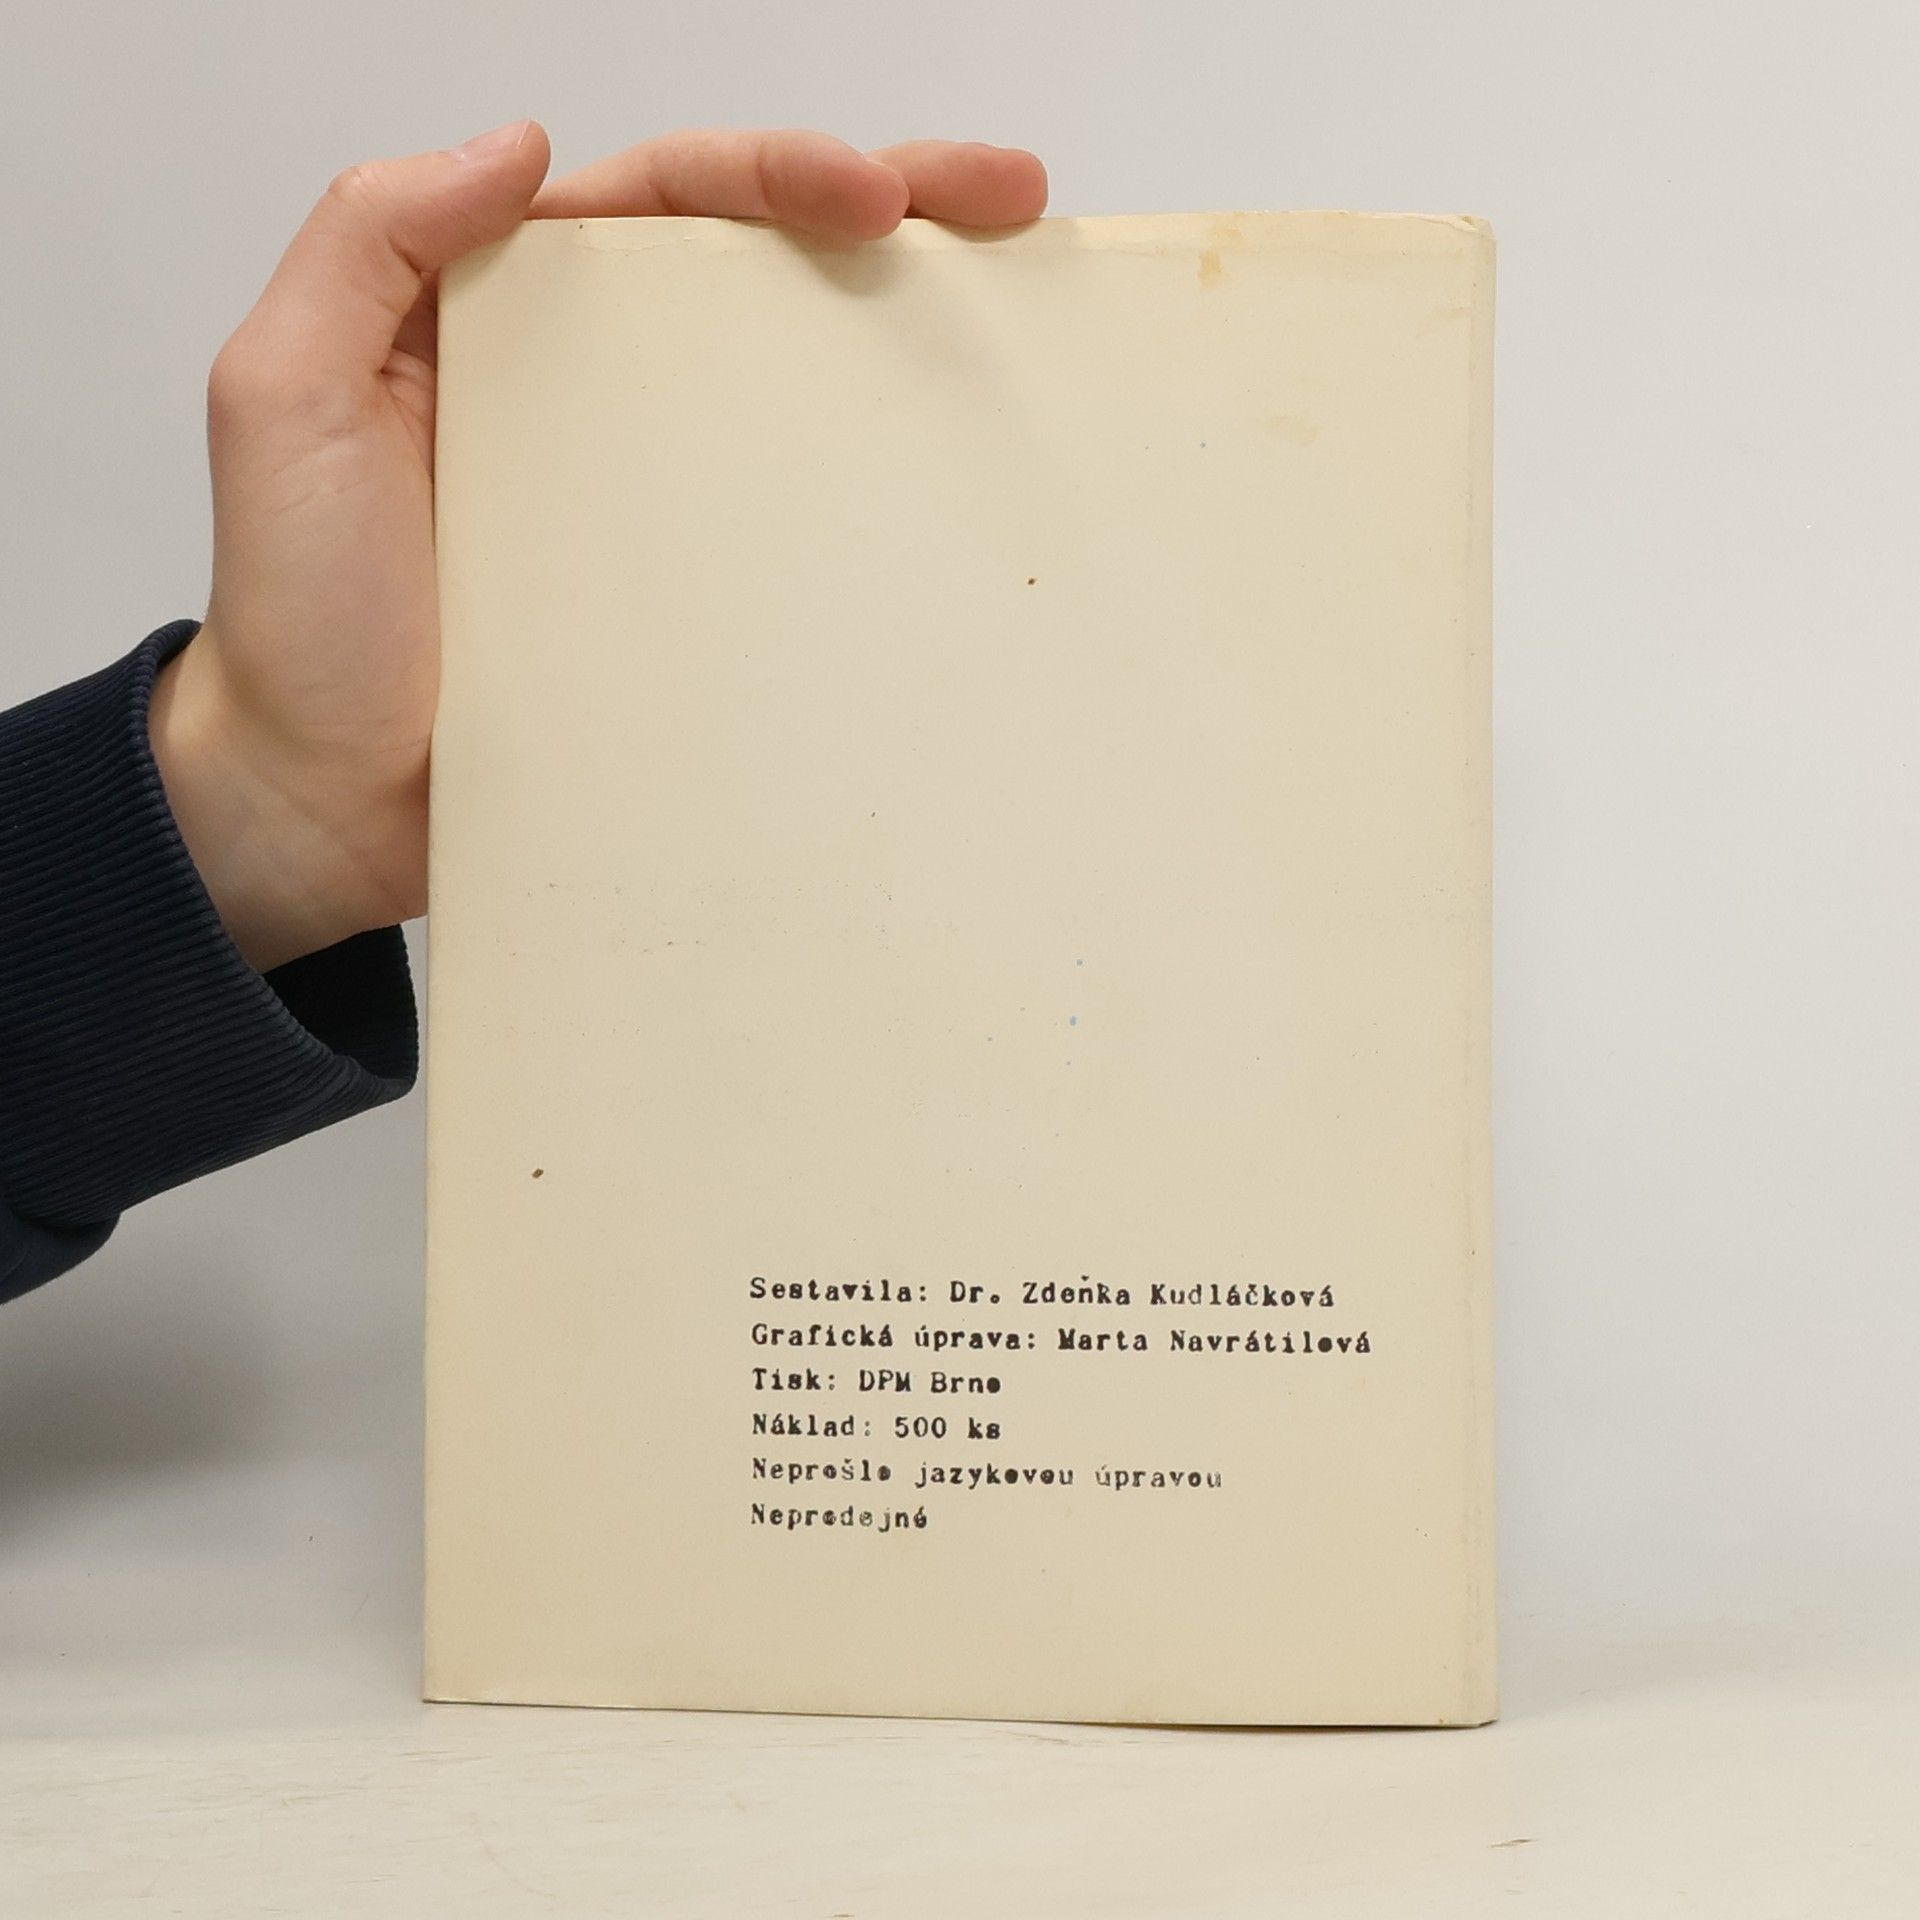 Sestavila: Dr. Zdeňka Kudláčková
Grafická úprava: Marta Navrátilová
Tisk: DPM Brno
Náklad: 500 ks
Neprošlo jazykovou úpravou
Neprodejné